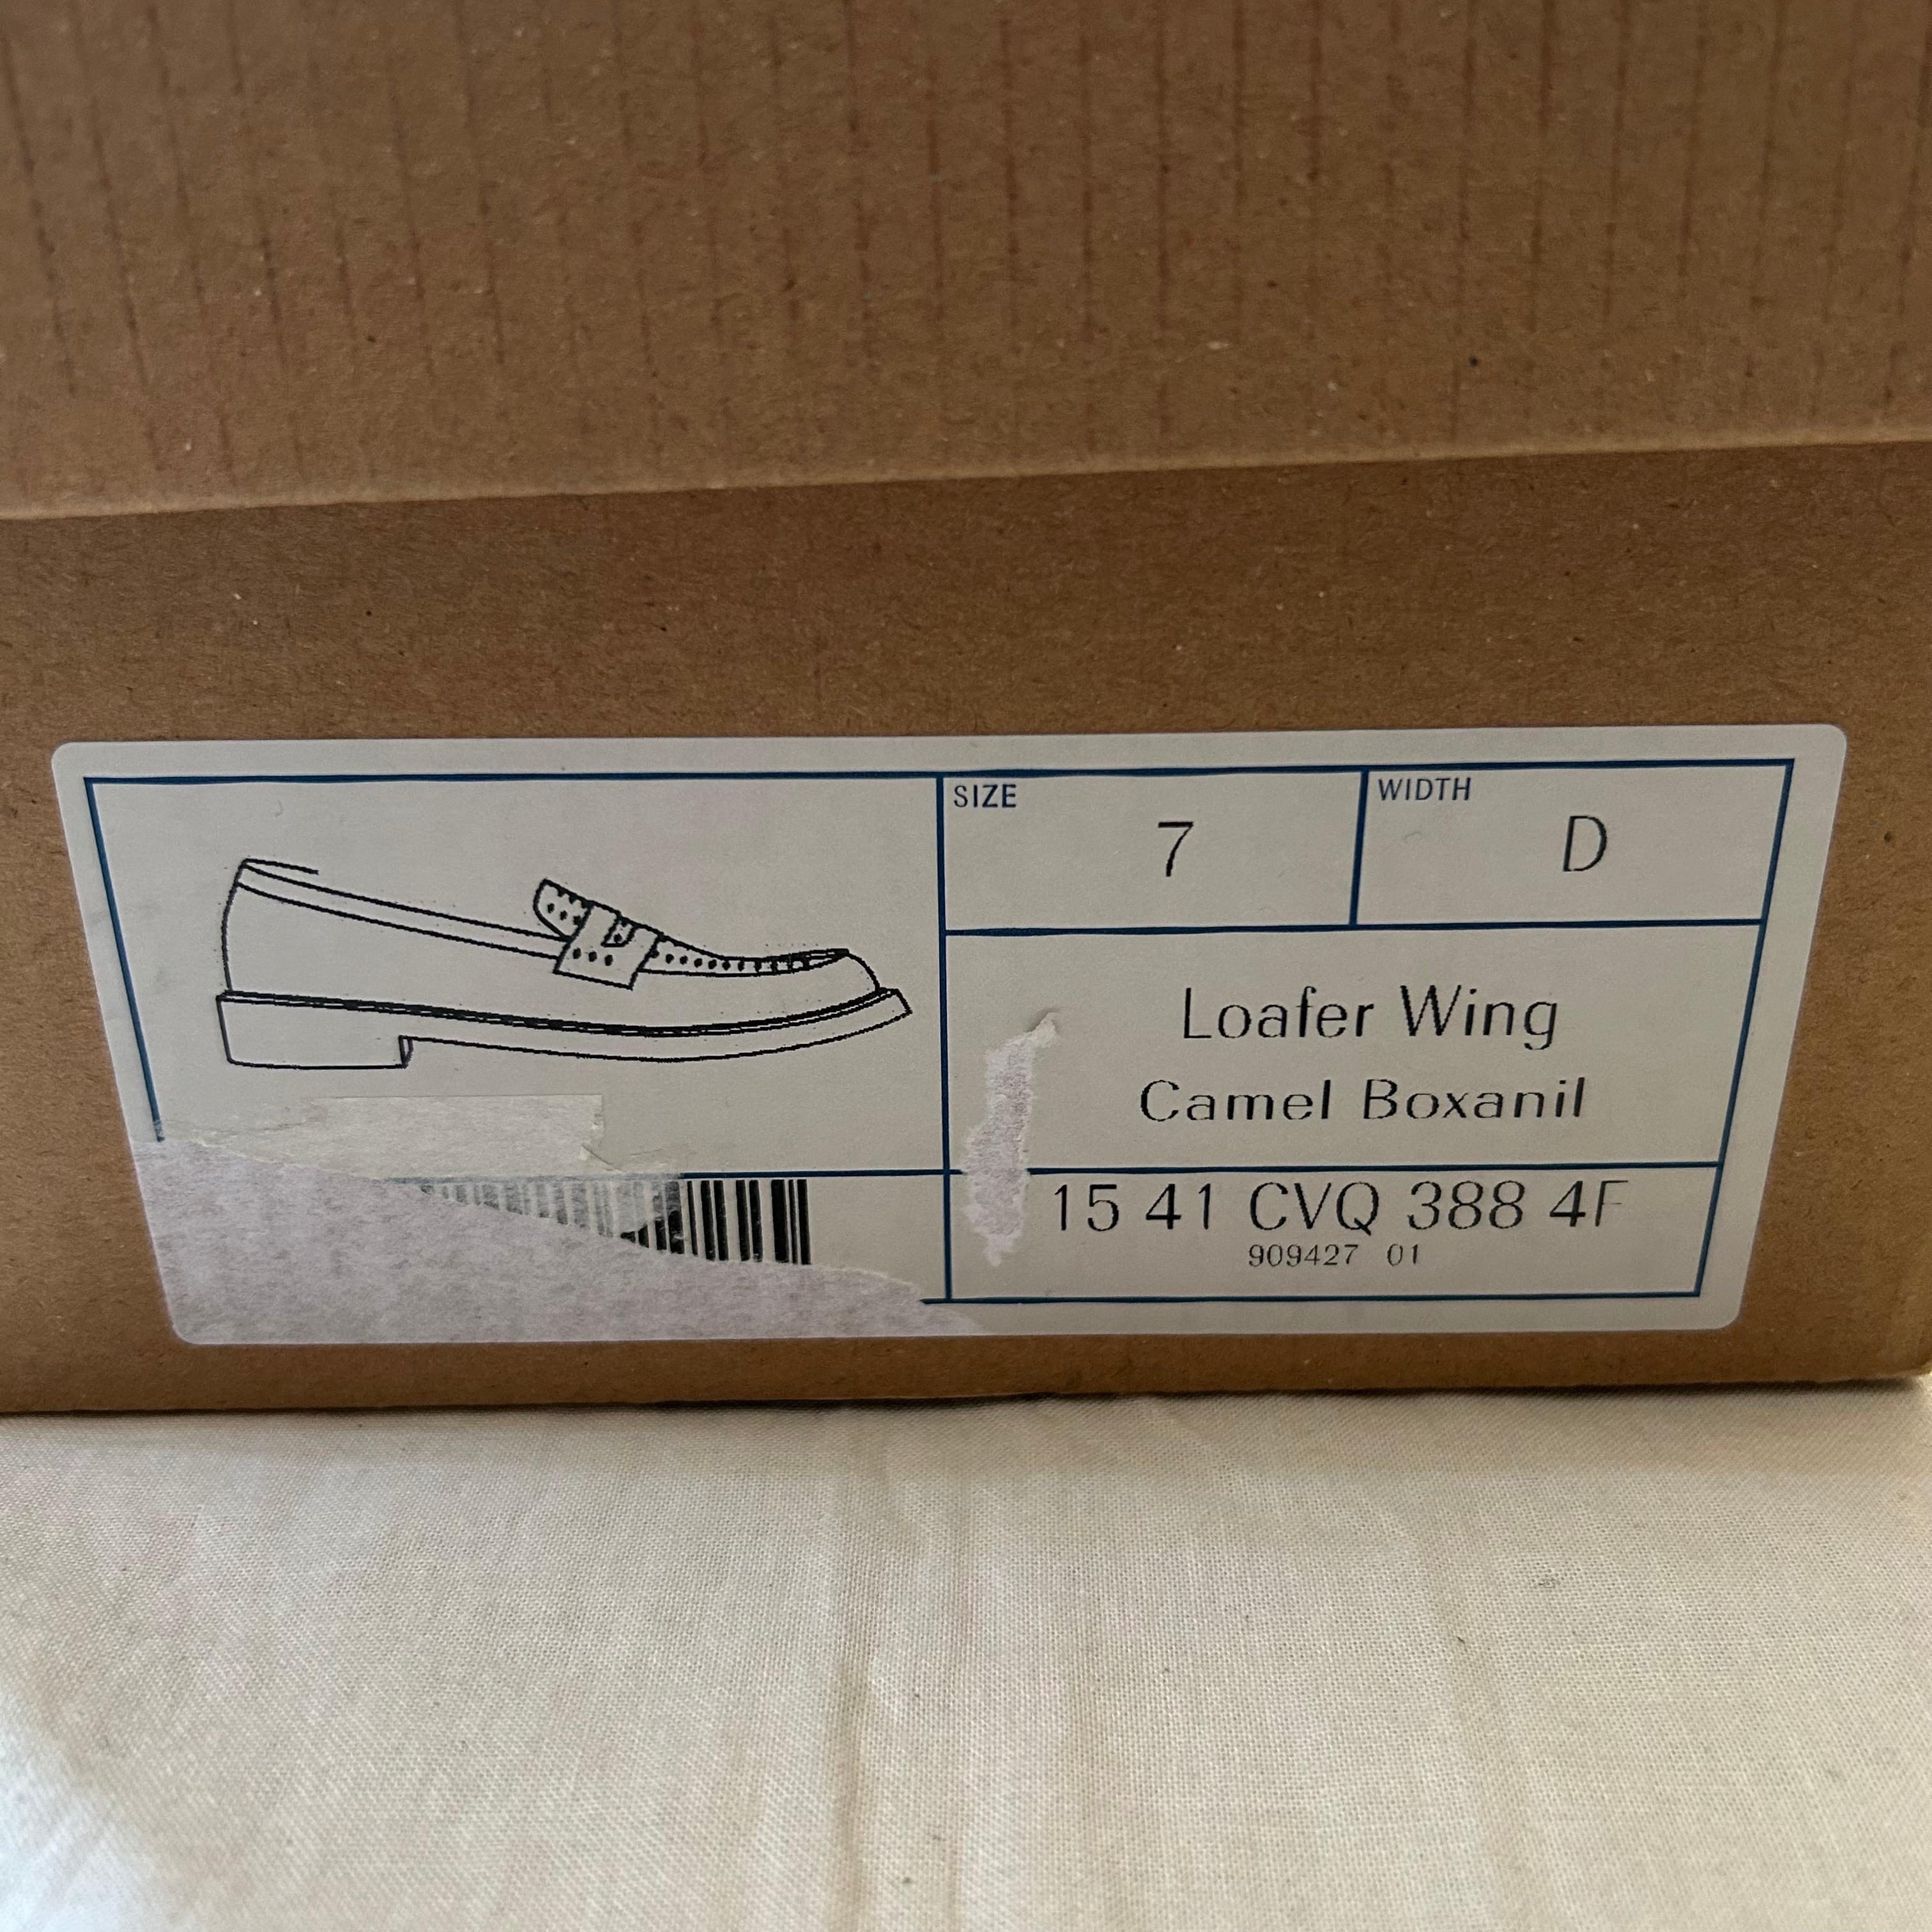 SIZE
7
WIDTH
D
Loafer Wing
Camel Boxanil
15 41 CVQ 388 4F
909427 01